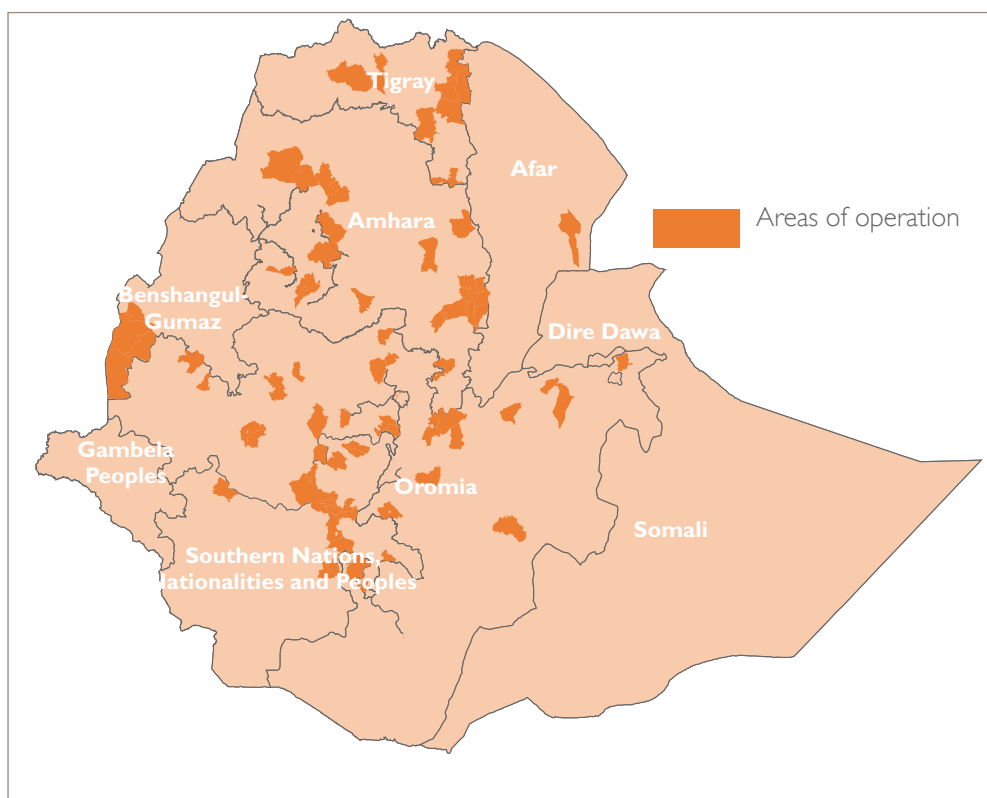 Tigray
Afar
Amhara
Areas of operation
Benshangul-
Gumaz
Dire Dawa
Gambela
Peoples
Oromia
Somali
Southern Nations,
Nationalities and Peoples